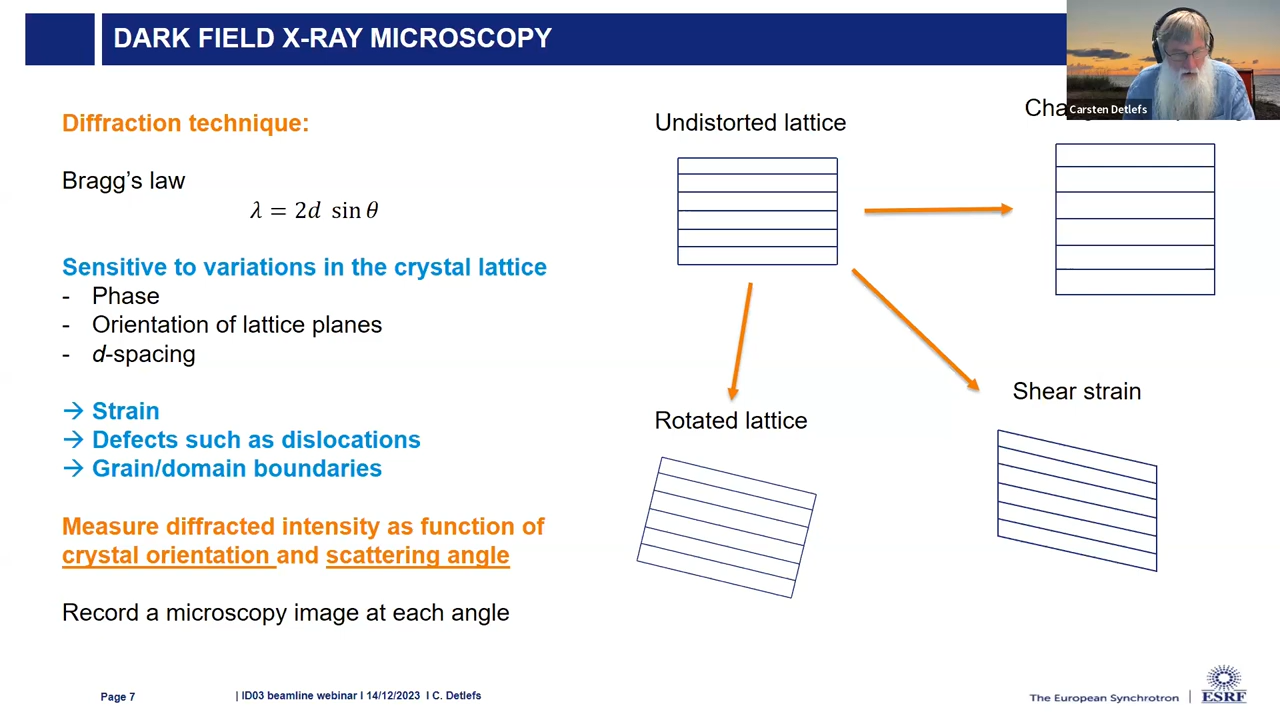 DARK FIELD X-RAY MICROSCOPY
Carsten Detlefs
Diffraction technique:
Bragg's law
λ = 2d sin θ
Sensitive to variations in the crystal lattice
- Phase
- Orientation of lattice planes
- d-spacing
→ Strain
→ Defects such as dislocations
→ Grain/domain boundaries
Measure diffracted intensity as function of
crystal orientation and scattering angle
Record a microscopy image at each angle
Undistorted lattice
Rotated lattice
Shear strain
Page 7
| ID03 beamline webinar l 14/12/2023 l C. Detlefs
The European Synchrotron | ESRF